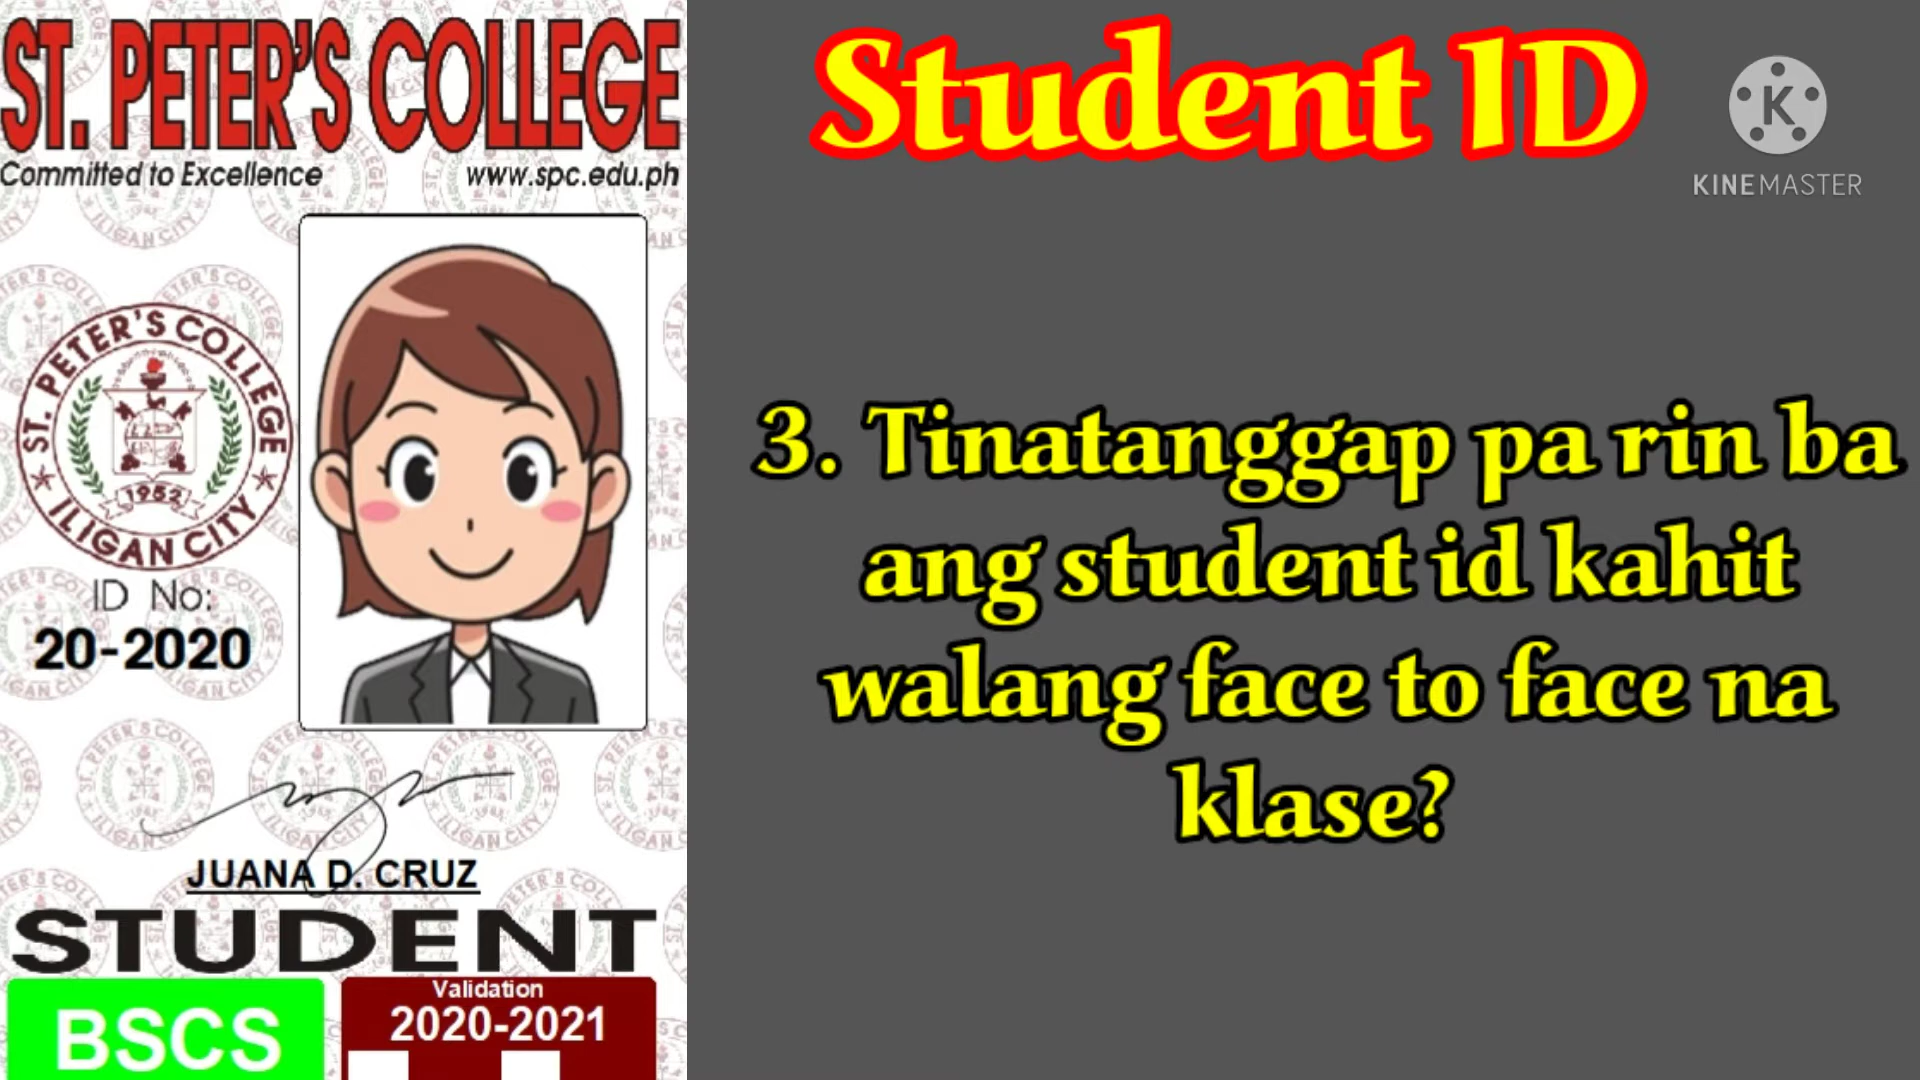 ST. PETER'S COLLEGE
Committed to Excellence www.spc.edu.ph
ST. PETER'S COLLEGE
1952
ILIGAN CITY
ID No:
20-2020
JUANA D. CRUZ
STUDENT
BSCS
Validation
2020-2021
Student ID
KINEMASTER
3. Tinatanggap pa rin ba
ang student id kahit
walang face to face na
klase?